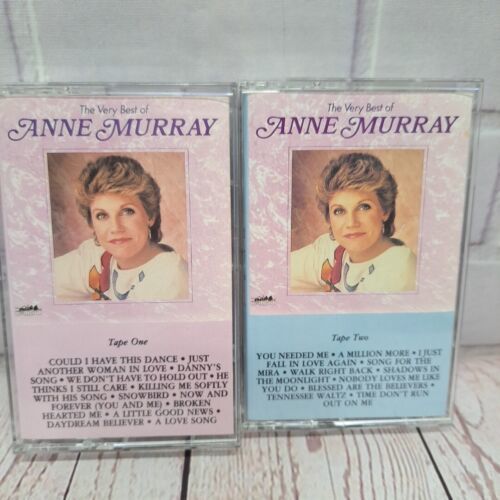 The Very Best of
ANNE MURRAY
Tape One
COULD I HAVE THIS DANCE • JUST
ANOTHER WOMAN IN LOVE • DANNY'S
SONG • WE DON'T HAVE TO HOLD OUT • HE
THINKS I STILL CARE • KILLING ME SOFTLY
WITH HIS SONG • SNOWBIRD • NOW AND
FOREVER (YOU AND ME) • BROKEN
HEARTED ME • A LITTLE GOOD NEWS •
DAYDREAM BELIEVER • A LOVE SONG
The Very Best of
ANNE MURRAY
Tape Two
YOU NEEDED ME • A MILLION MORE • I JUST
FALL IN LOVE AGAIN • SONG FOR THE
MIRA • WALK RIGHT BACK • SHADOWS IN
THE MOONLIGHT • NOBODY LOVES ME LIKE
YOU DO • BLESSED ARE THE BELIEVERS •
TENNESSEE WALTZ • TIME DON'T RUN
OUT ON ME